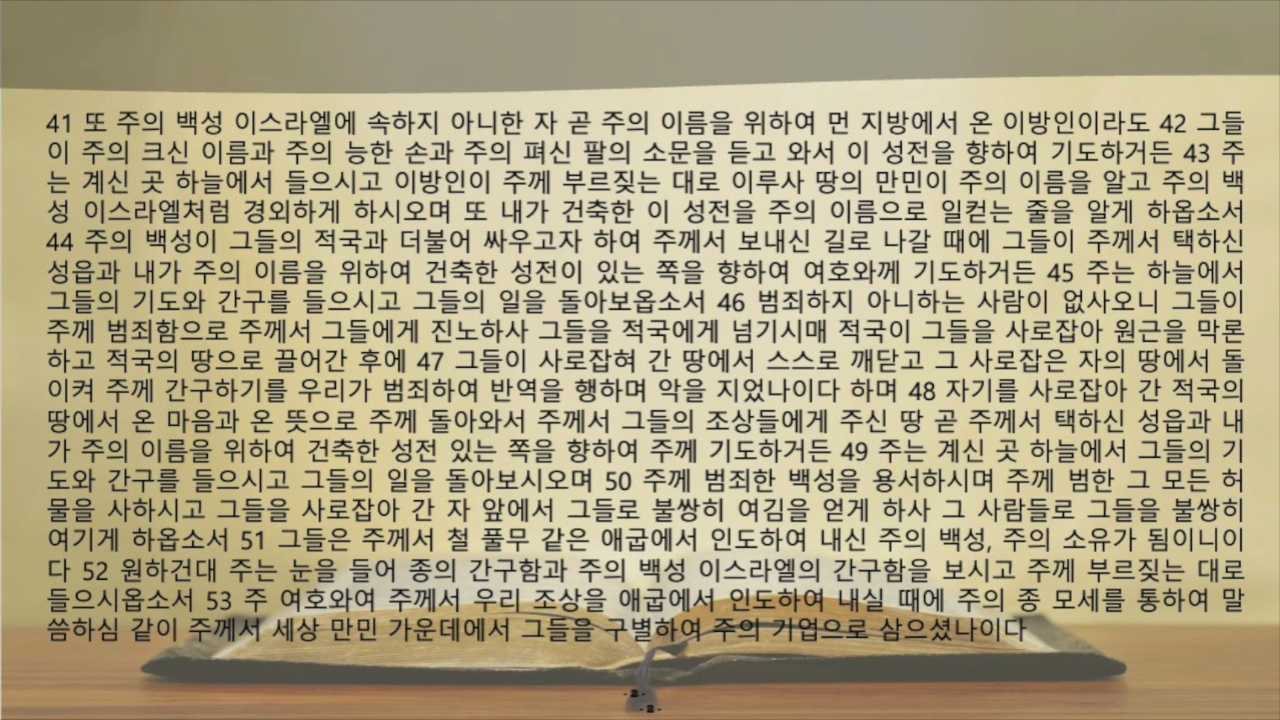 41 또 주의 백성 이스라엘에 속하지 아니한 자 곧 주의 이름을 위하여 먼 지방에서 온 이방인이라도 42 그들
이 주의 크신 이름과 주의 능한 손과 주의 펴신 팔의 소문을 듣고 와서 이 성전을 향하여 기도하거든 43 주
는 계신 곳 하늘에서 들으시고 이방인이 주께 부르짖는 대로 이루사 땅의 만민이 주의 이름을 알고 주의 백
성 이스라엘처럼 경외하게 하시오며 또 내가 건축한 이 성전을 주의 이름으로 일컫는 줄을 알게 하옵소서
44 주의 백성이 그들의 적국과 더불어 싸우고자 하여 주께서 보내신 길로 나갈 때에 그들이 주께서 택하신
성읍과 내가 주의 이름을 위하여 건축한 성전이 있는 쪽을 향하여 여호와께 기도하거든 45 주는 하늘에서
그들의 기도와 간구를 들으시고 그들의 일을 돌아보옵소서 46 범죄하지 아니하는 사람이 없사오니 그들이
주께 범죄함으로 주께서 그들에게 진노하사 그들을 적국에게 넘기시매 적국이 그들을 사로잡아 원근을 막론
하고 적국의 땅으로 끌어간 후에 47 그들이 사로잡혀 간 땅에서 스스로 깨닫고 그 사로잡은 자의 땅에서 돌
이켜 주께 간구하기를 우리가 범죄하여 반역을 행하며 악을 지었나이다 하며 48 자기를 사로잡아 간 적국의
땅에서 온 마음과 온 뜻으로 주께 돌아와서 주께서 그들의 조상들에게 주신 땅 곧 주께서 택하신 성읍과 내
가 주의 이름을 위하여 건축한 성전 있는 쪽을 향하여 주께 기도하거든 49 주는 계신 곳 하늘에서 그들의 기
도와 간구를 들으시고 그들의 일을 돌아보시오며 50 주께 범죄한 백성을 용서하시며 주께 범한 그 모든 허
물을 사하시고 그들을 사로잡아 간 자 앞에서 그들로 불쌍히 여김을 얻게 하사 그 사람들로 그들을 불쌍히
여기게 하옵소서 51 그들은 주께서 철 풀무 같은 애굽에서 인도하여 내신 주의 백성, 주의 소유가 됨이니이
다 52 원하건대 주는 눈을 들어 종의 간구함과 주의 백성 이스라엘의 간구함을 보시고 주께 부르짖는 대로
들으시옵소서 53 주 여호와여 주께서 우리 조상을 애굽에서 인도하여 내실 때에 주의 종 모세를 통하여 말
씀하심 같이 주께서 세상 만민 가운데에서 그들을 구별하여 주의 기업으로 삼으셨나이다
- 2 -
- 2 -